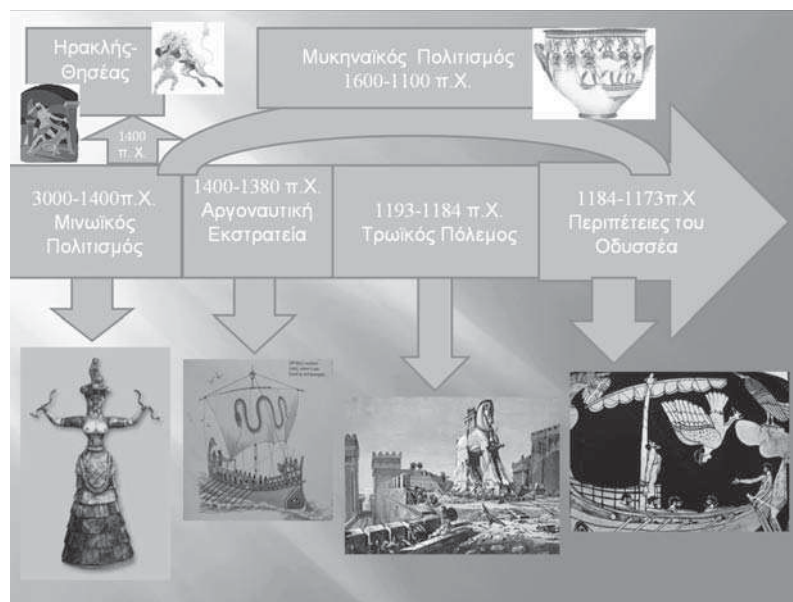 Ηρακλής-
Θησέας
Μυκηναϊκός Πολιτισμός
1600-1100 π.Χ.
1400
π. Χ.
3000-1400π.Χ.
Μινωϊκός
Πολιτισμός
1400-1380 π.Χ.
Αργοναυτική
Εκστρατεία
1193-1184 π.Χ.
Τρωϊκός Πόλεμος
1184-1173π.Χ
Περιπέτειες του
Οδυσσέα